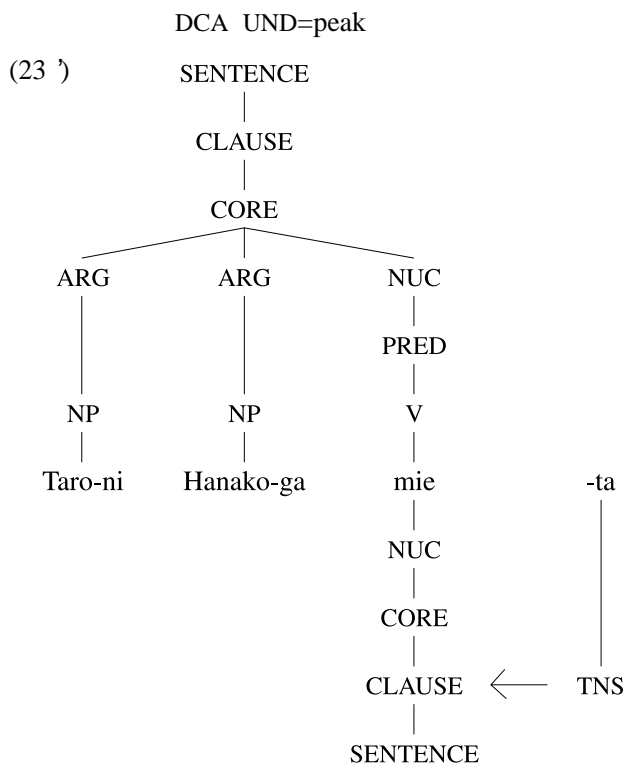 DCA UND=peak
(23 ’) SENTENCE
CLAUSE
CORE
ARG ARG NUC
PRED
NP NP V
Taro-ni Hanako-ga mie -ta
NUC
CORE
CLAUSE TNS
SENTENCE